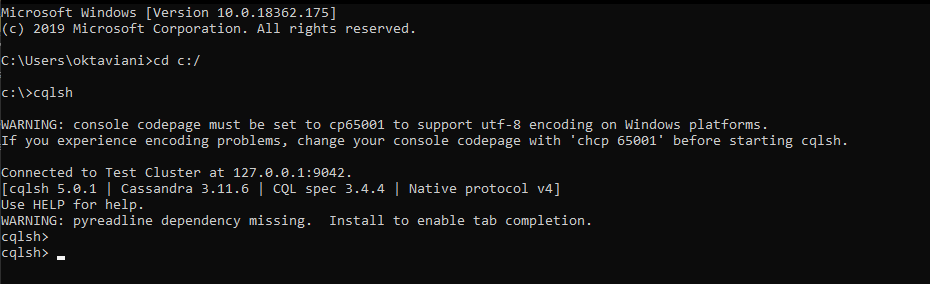 Microsoft Windows [Version 10.0.18362.175]
(c) 2019 Microsoft Corporation. All rights reserved.
C:\Users\oktaviani>cd c:/
c:\>cqlsh
WARNING: console codepage must be set to cp65001 to support utf-8 encoding on Windows platforms.
If you experience encoding problems, change your console codepage with 'chcp 65001' before starting cqlsh.
Connected to Test Cluster at 127.0.0.1:9042.
[cqlsh 5.0.1 | Cassandra 3.11.6 | CQL spec 3.4.4 | Native protocol v4]
Use HELP for help.
WARNING: pyreadline dependency missing.  Install to enable tab completion.
cqlsh>
cqlsh>